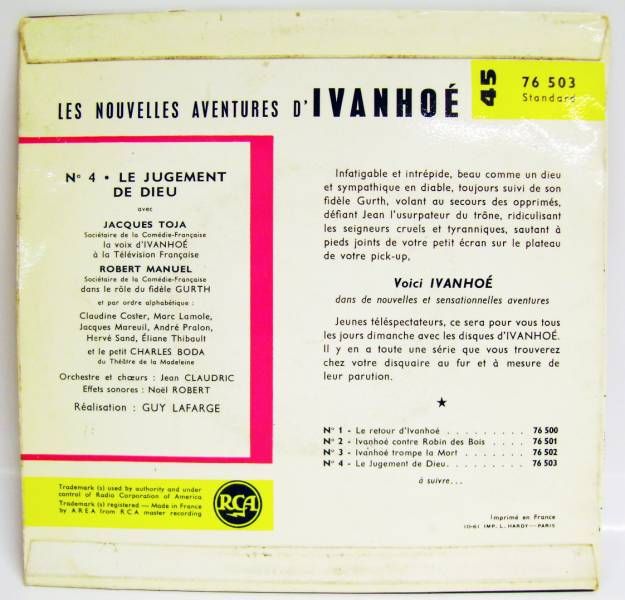 LES NOUVELLES AVENTURES D'IVANHOÉ
45
76 503
Standard
N° 4 • LE JUGEMENT
DE DIEU
avec
JACQUES TOJA
Sociétaire de la Comédie-Française
la voix d'IVANHOÉ
à la Télévision Française
ROBERT MANUEL
Sociétaire de la Comédie-Française
dans le rôle du fidèle GURTH
et par ordre alphabétique :
Claudine Coster, Marc Lamole,
Jacques Mareuil, André Pralon,
Hervé Sand, Éliane Thibault
et le petit CHARLES BODA
du Théâtre de la Madeleine
Orchestre et chœurs : Jean CLAUDRIC
Effets sonores : Noël ROBERT
Réalisation : GUY LAFARGE
Infatigable et intrépide, beau comme un dieu
et sympathique en diable, toujours suivi de son
fidèle Gurth, volant au secours des opprimés,
défiant Jean l'usurpateur du trône, ridiculisant
les seigneurs cruels et tyranniques, sautant à
pieds joints de votre petit écran sur le plateau
de votre pick-up,
Voici IVANHOÉ
dans de nouvelles et sensationnelles aventures
Jeunes téléspectateurs, ce sera pour vous tous
les jours dimanche avec les disques d'IVANHOÉ.
Il y en a toute une série que vous trouverez
chez votre disquaire au fur et à mesure de
leur parution.
★
N° 1 - Le retour d'Ivanhoé . . . . . . . . . 76 500
N° 2 - Ivanhoé contre Robin des Bois . . . . 76 501
N° 3 - Ivanhoé trompe la Mort . . . . . . . 76 502
N° 4 - Le Jugement de Dieu . . . . . . . . 76 503
à suivre...
Trademark (s) used by authority and under
control of Radio Corporation of America
Trademark (s) registered — Made in France
by A.R.E.A from R.C.A master recording
RCA
Imprimé en France
10-61 IMP. L. HARDY — PARIS